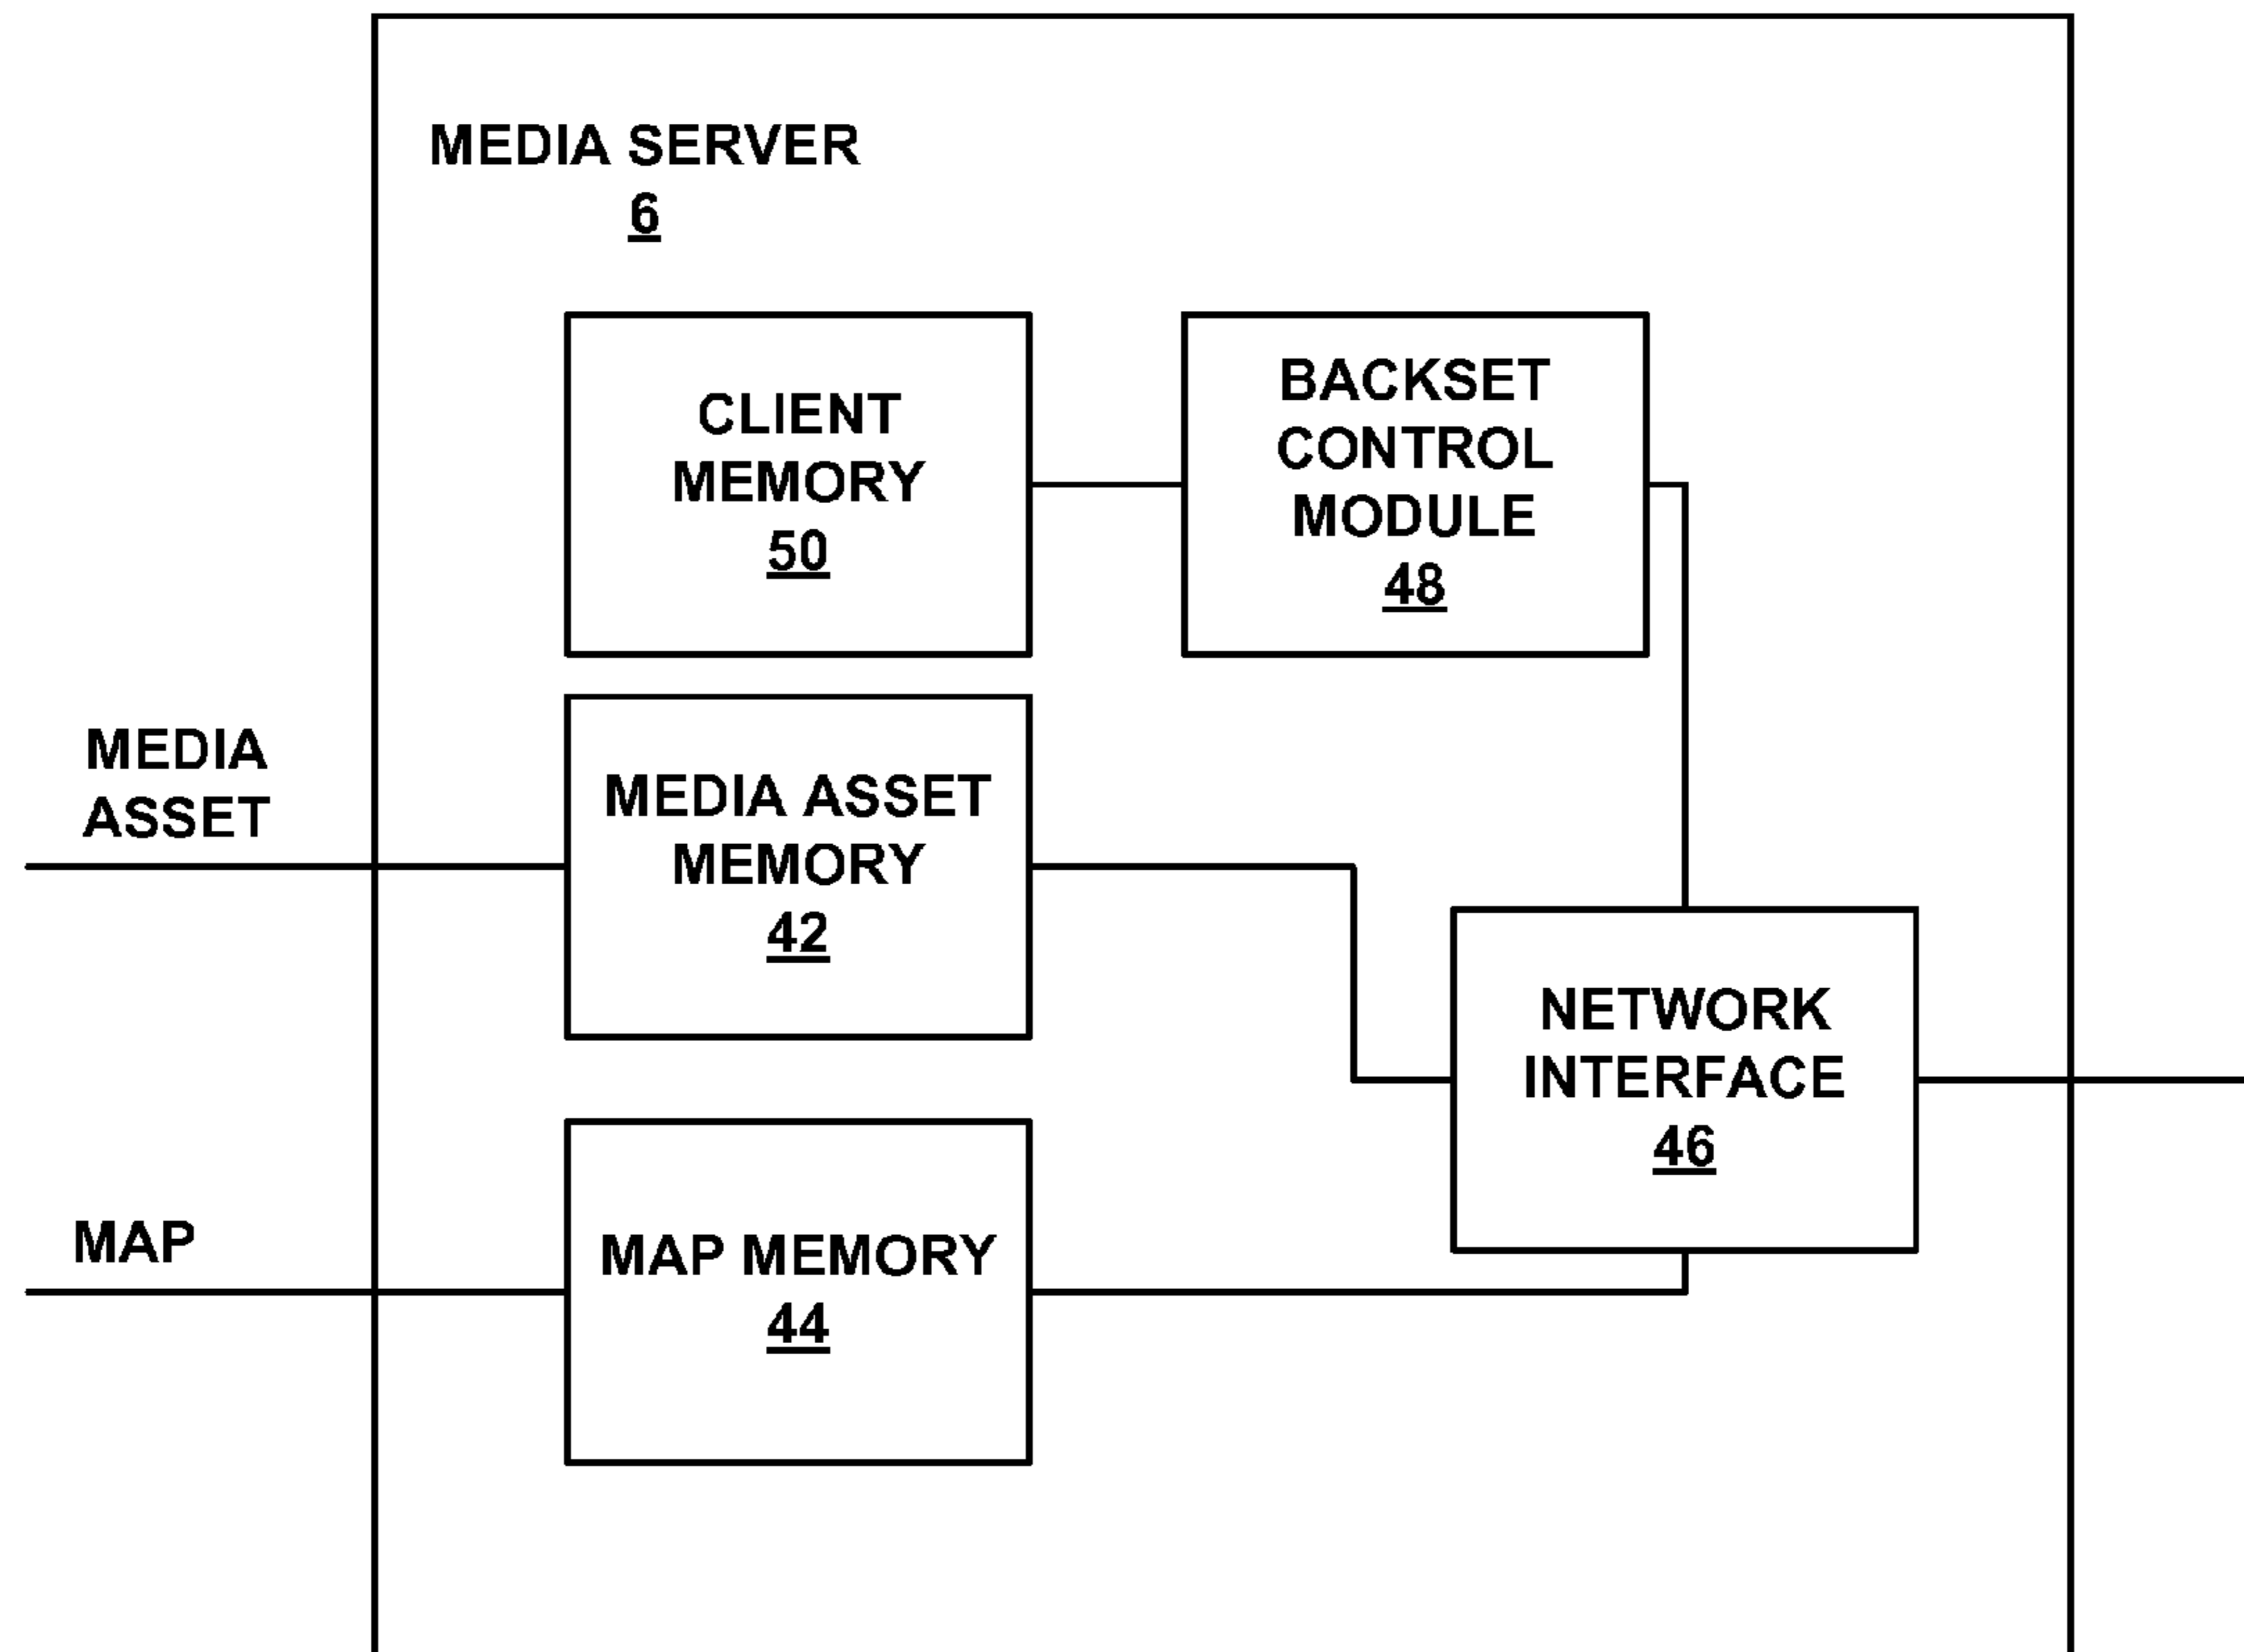 MEDIA SERVER
6
CLIENT
MEMORY
50
BACKSET
CONTROL
MODULE
48
MEDIA
ASSET
MEDIA ASSET
MEMORY
42
NETWORK
INTERFACE
46
MAP
MAP MEMORY
44